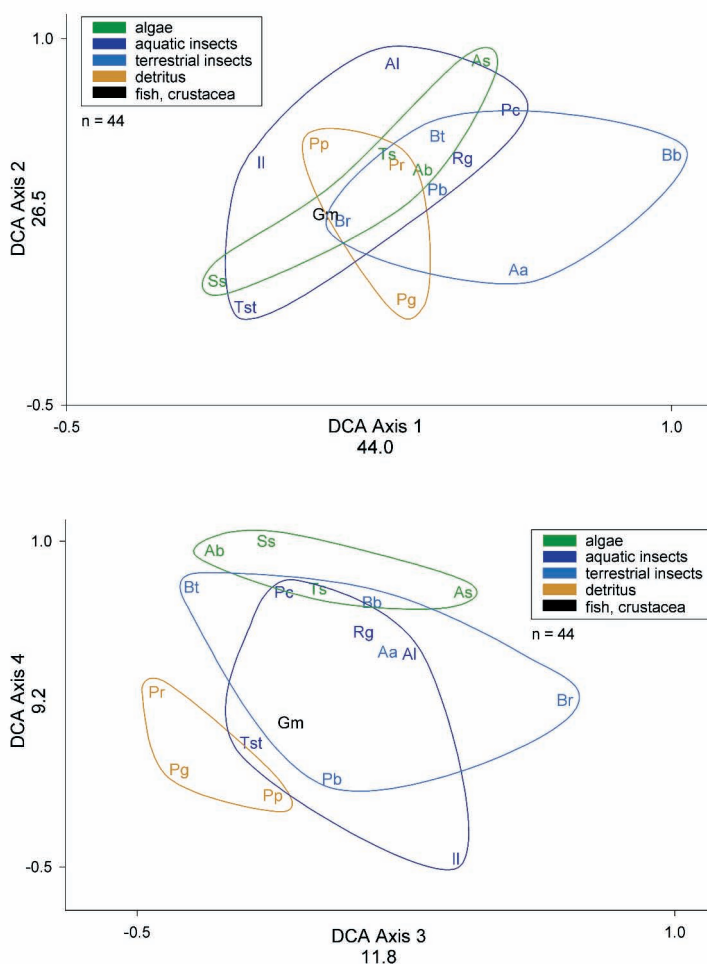 algae
aquatic insects
terrestrial insects
detritus
fish, crustacea
n = 44
1.0
Al
As
Pc
Bt
Pp
Ts
Pr
Ab
Rg
Bb
Il
Pb
DCA Axis 2
26.5
Gm
Br
Ss
Aa
Tst
Pg
-0.5
-0.5
DCA Axis 1
44.0
1.0
algae
aquatic insects
terrestrial insects
detritus
fish, crustacea
n = 44
1.0
Ss
Ab
Bt
Pc
Ts
Bb
As
Rg
Aa
Al
DCA Axis 4
9.2
Pr
Br
Gm
Tst
Pg
Pb
Pp
Il
-0.5
-0.5
DCA Axis 3
11.8
1.0